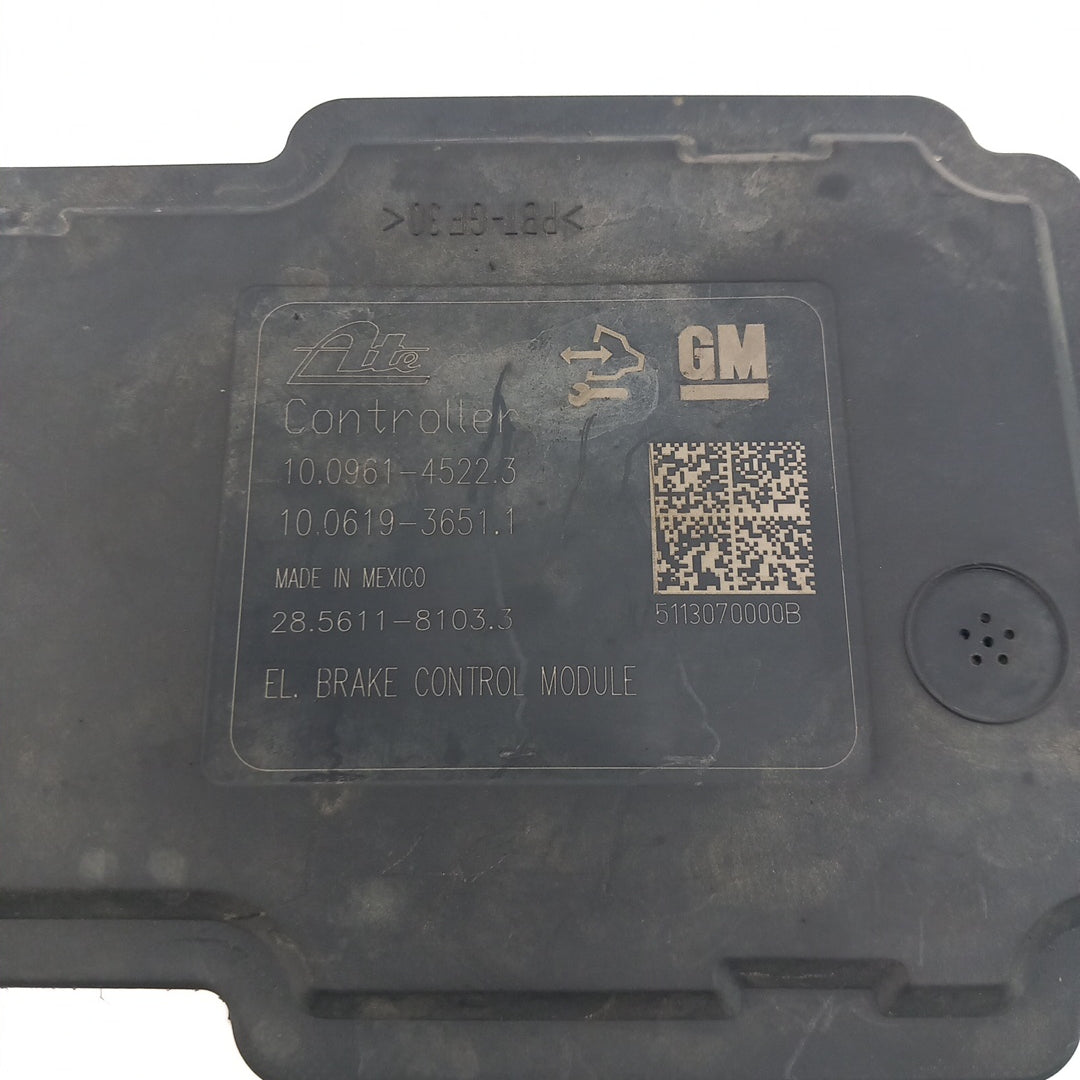 >PBT-GF30<
Ate
GM
Controller
10.0961-4522.3
10.0619-3651.1
MADE IN MEXICO
28.5611-8103.3
5113070000B
EL. BRAKE CONTROL MODULE